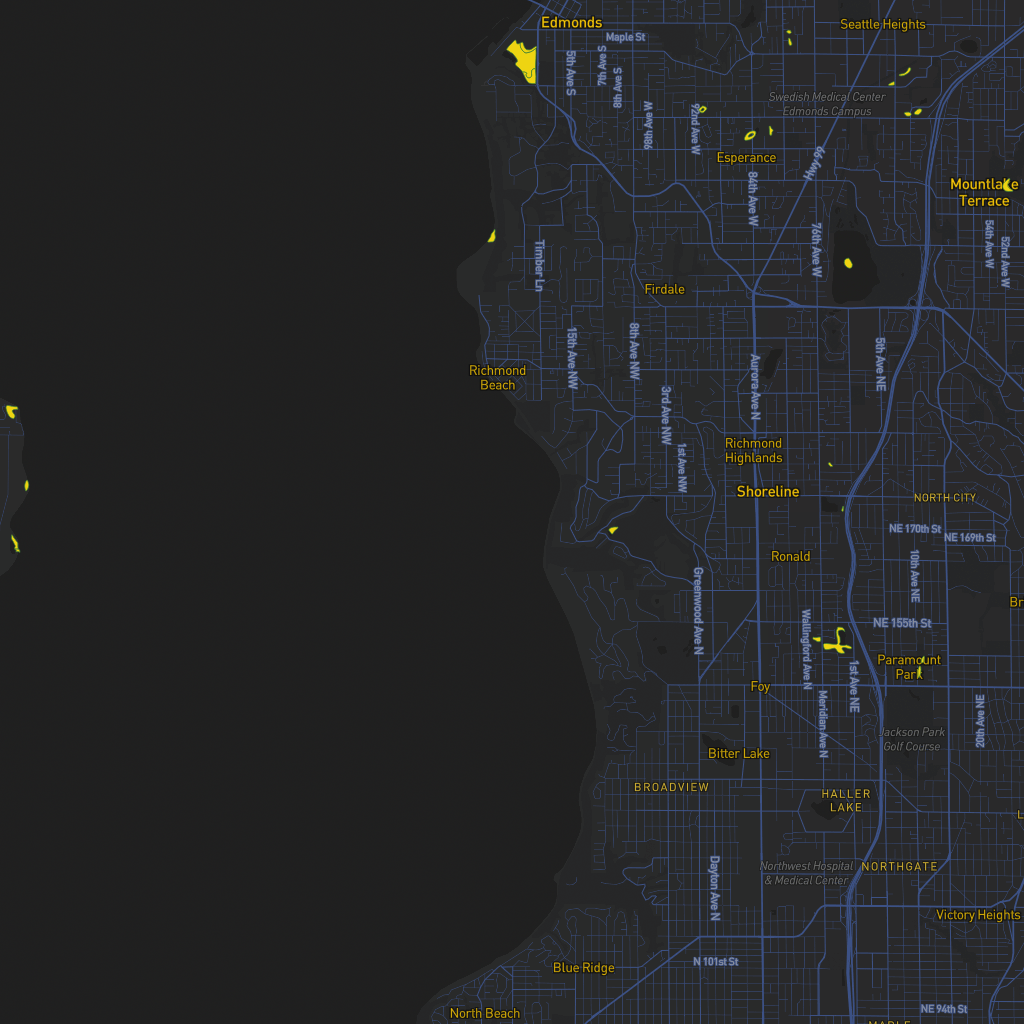 Edmonds
Seattle Heights
Maple St
5th Ave S
7th Ave S
8th Ave S
Swedish Medical Center
Edmonds Campus
98th Ave W
92nd Ave W
Esperance
Hwy 99
84th Ave W
Mountlake
Terrace
76th Ave W
54th Ave W
52nd Ave W
Timber Ln
Firdale
15th Ave NW
8th Ave NW
Aurora Ave N
5th Ave NE
Richmond
Beach
3rd Ave NW
1st Ave NW
Richmond
Highlands
Shoreline
NORTH CITY
NE 170th St
NE 169th St
Ronald
10th Ave NE
Greenwood Ave N
Br
Wallingford Ave N
NE 155th St
Paramount
Park
1st Ave NE
Foy
Meridian Ave N
20th Ave NE
Jackson Park
Golf Course
Bitter Lake
BROADVIEW
HALLER
LAKE
L
Northwest Hospital
& Medical Center
NORTHGATE
Dayton Ave N
Victory Heights
N 101st St
Blue Ridge
North Beach
NE 94th St
MAPLE